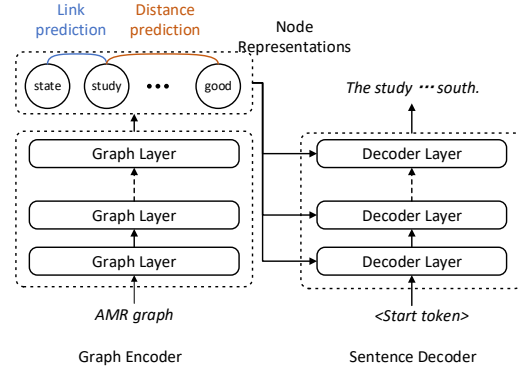 Link
prediction
Distance
prediction
Node
Representations
state
study
•••
good
The study ••• south.
Graph Layer
Decoder Layer
Graph Layer
Decoder Layer
Graph Layer
Decoder Layer
AMR graph
<Start token>
Graph Encoder
Sentence Decoder